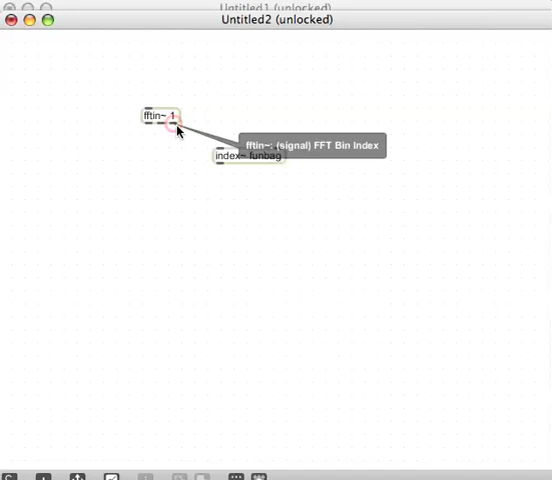 Untitled1 (unlocked)
Untitled2 (unlocked)
fftin~ 1
fftin~: (signal) FFT Bin Index
index~ funbag